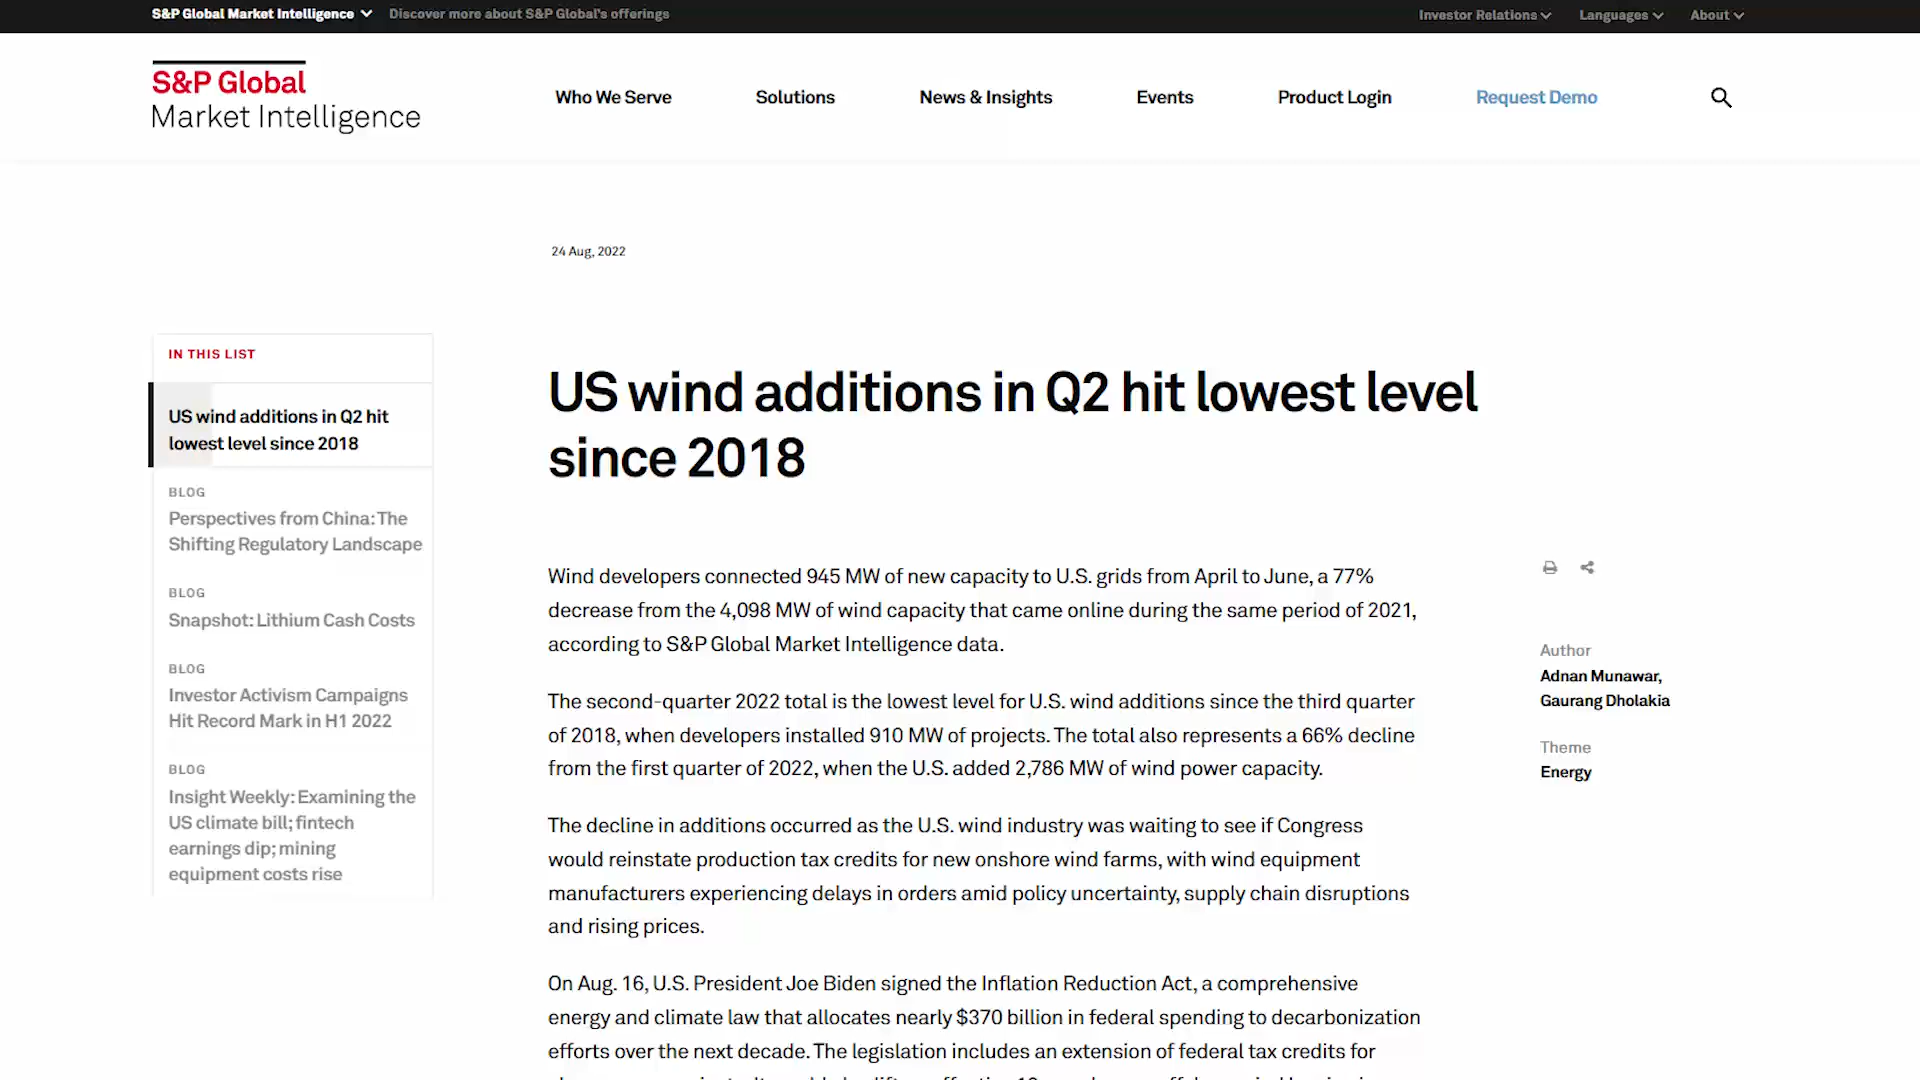 S&P Global Market Intelligence
Discover more about S&P Global's offerings
Investor Relations
Languages
About
S&P Global
Market Intelligence
Who We Serve
Solutions
News & Insights
Events
Product Login
Request Demo
24 Aug, 2022
IN THIS LIST
US wind additions in Q2 hit
lowest level since 2018
BLOG
Perspectives from China: The
Shifting Regulatory Landscape
BLOG
Snapshot: Lithium Cash Costs
BLOG
Investor Activism Campaigns
Hit Record Mark in H1 2022
BLOG
Insight Weekly: Examining the
US climate bill; fintech
earnings dip; mining
equipment costs rise
US wind additions in Q2 hit lowest level
since 2018
Wind developers connected 945 MW of new capacity to U.S. grids from April to June, a 77%
decrease from the 4,098 MW of wind capacity that came online during the same period of 2021,
according to S&P Global Market Intelligence data.
The second-quarter 2022 total is the lowest level for U.S. wind additions since the third quarter
of 2018, when developers installed 910 MW of projects. The total also represents a 66% decline
from the first quarter of 2022, when the U.S. added 2,786 MW of wind power capacity.
The decline in additions occurred as the U.S. wind industry was waiting to see if Congress
would reinstate production tax credits for new onshore wind farms, with wind equipment
manufacturers experiencing delays in orders amid policy uncertainty, supply chain disruptions
and rising prices.
On Aug. 16, U.S. President Joe Biden signed the Inflation Reduction Act, a comprehensive
energy and climate law that allocates nearly $370 billion in federal spending to decarbonization
efforts over the next decade. The legislation includes an extension of federal tax credits for
Author
Adnan Munawar,
Gaurang Dholakia
Theme
Energy